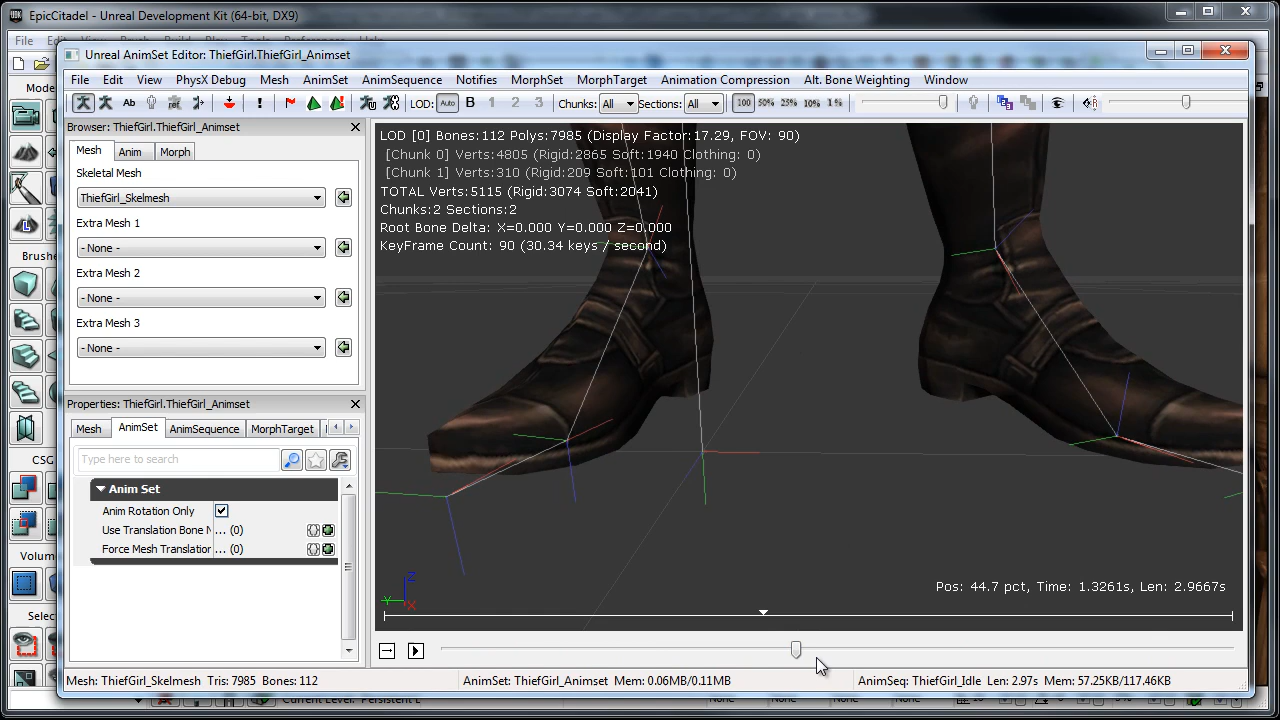 EpicCitadel - Unreal Development Kit (64-bit, DX9)
File
Unreal AnimSet Editor: ThiefGirl.ThiefGirl_Animset
File Edit View PhysX Debug Mesh AnimSet AnimSequence Notifies MorphSet MorphTarget Animation Compression Alt. Bone Weighting Window
LOD: Auto B 1 2 3 Chunks: All Sections: All 100 50% 25% 10% 1%
Browser: ThiefGirl.ThiefGirl_Animset
Mesh Anim Morph
Skeletal Mesh
ThiefGirl_Skelmesh
Extra Mesh 1
- None -
Extra Mesh 2
- None -
Extra Mesh 3
- None -
Properties: ThiefGirl.ThiefGirl_Animset
Mesh AnimSet AnimSequence MorphTarget
Type here to search
Anim Set
Anim Rotation Only
Use Translation Bone N ... (0)
Force Mesh Translation ... (0)
LOD [0] Bones:112 Polys:7985 (Display Factor:17.29, FOV: 90)
[Chunk 0] Verts:4805 (Rigid:2865 Soft:1940 Clothing: 0)
[Chunk 1] Verts:310 (Rigid:209 Soft:101 Clothing: 0)
TOTAL Verts:5115 (Rigid:3074 Soft:2041)
Chunks:2 Sections:2
Root Bone Delta: X=0.000 Y=0.000 Z=0.000
KeyFrame Count: 90 (30.34 keys / second)
Pos: 44.7 pct, Time: 1.3261s, Len: 2.9667s
Z
Y X
Mesh: ThiefGirl_Skelmesh Tris: 7985 Bones: 112
AnimSet: ThiefGirl_Animset Mem: 0.06MB/0.11MB
AnimSeq: ThiefGirl_Idle Len: 2.97s Mem: 57.25KB/117.46KB
Mode
Brushe
CSG
Volum
Selec